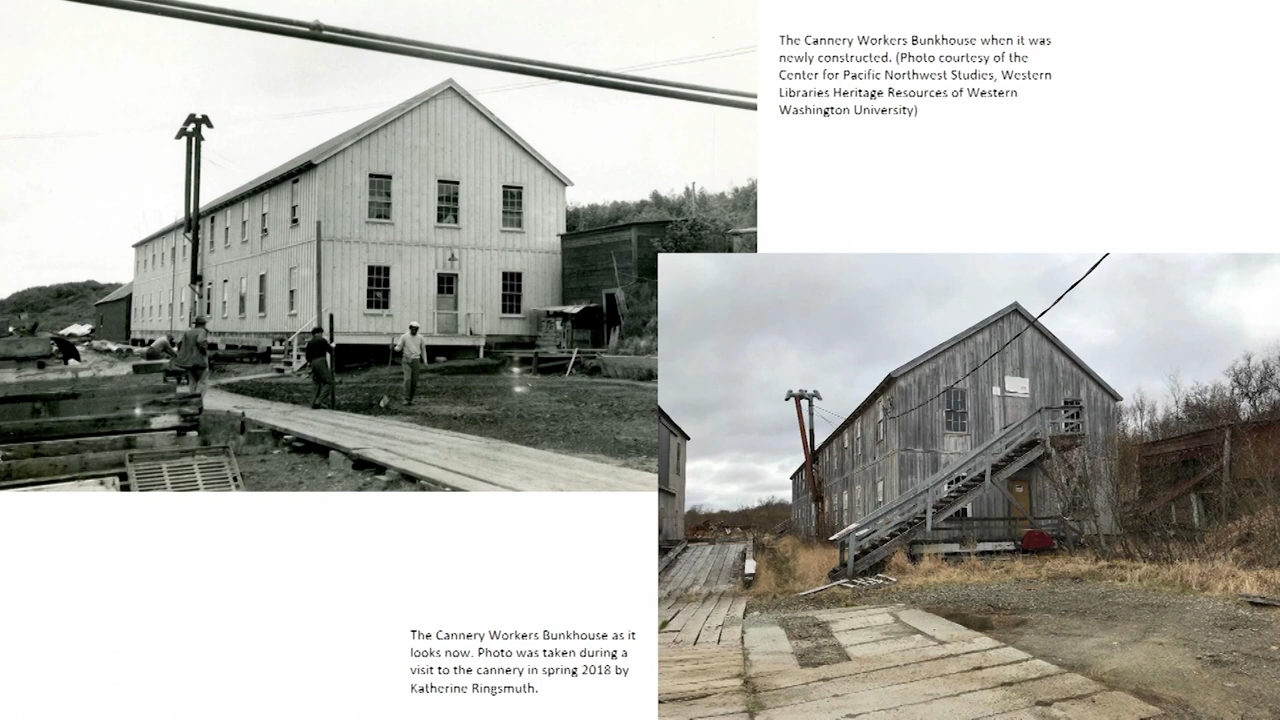 The Cannery Workers Bunkhouse when it was
newly constructed. (Photo courtesy of the
Center for Pacific Northwest Studies, Western
Libraries Heritage Resources of Western
Washington University)
The Cannery Workers Bunkhouse as it
looks now. Photo was taken during a
visit to the cannery in spring 2018 by
Katherine Ringsmuth.